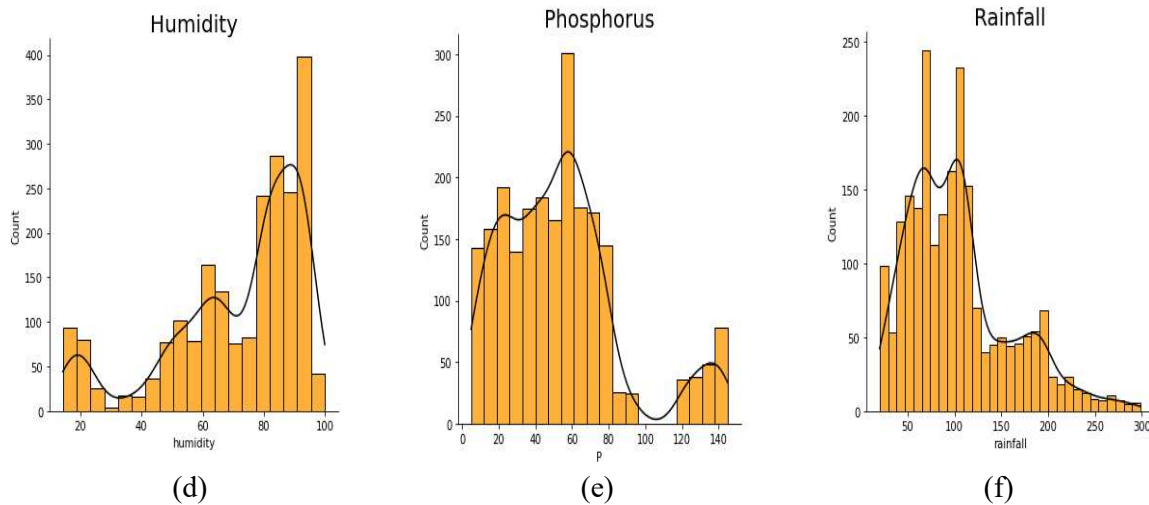 Humidity
400
350
300
250
200
150
100
50
0
Count
20 40 60 80 100
humidity
(d)
Phosphorus
300
250
200
150
100
50
0
Count
0 20 40 60 80 100 120 140
P
(e)
Rainfall
250
200
150
100
50
0
Count
50 100 150 200 250 300
rainfall
(f)